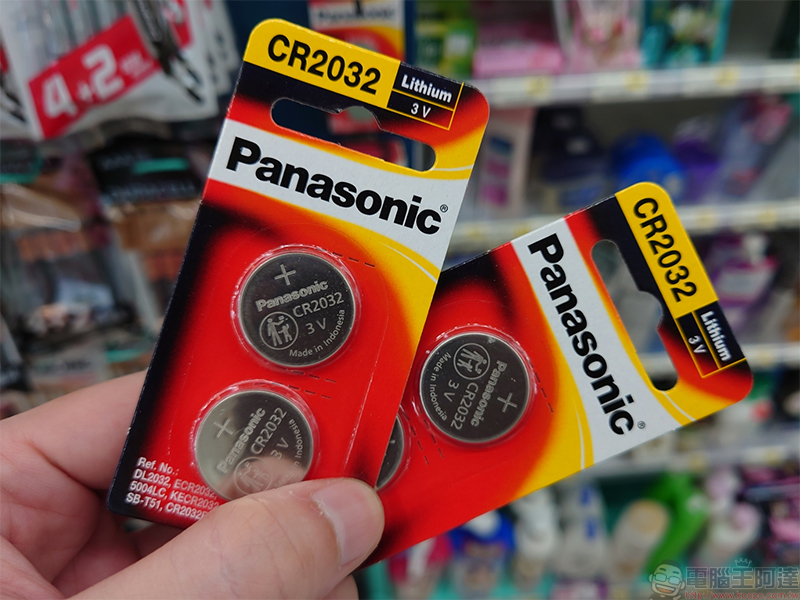 4+2
CR2032
Lithium
3 V
Panasonic®
Panasonic
CR2032
3 V
Made in Indonesia
Panasonic
CR2032
3 V
Ref. No.:
DL2032, ECR2032,
5004LC, KECR2032
SB-T51, CR2032
CR2032
Lithium
3 V
Panasonic®
Panasonic
CR2032
3 V
Made in Indonesia
電腦王阿達